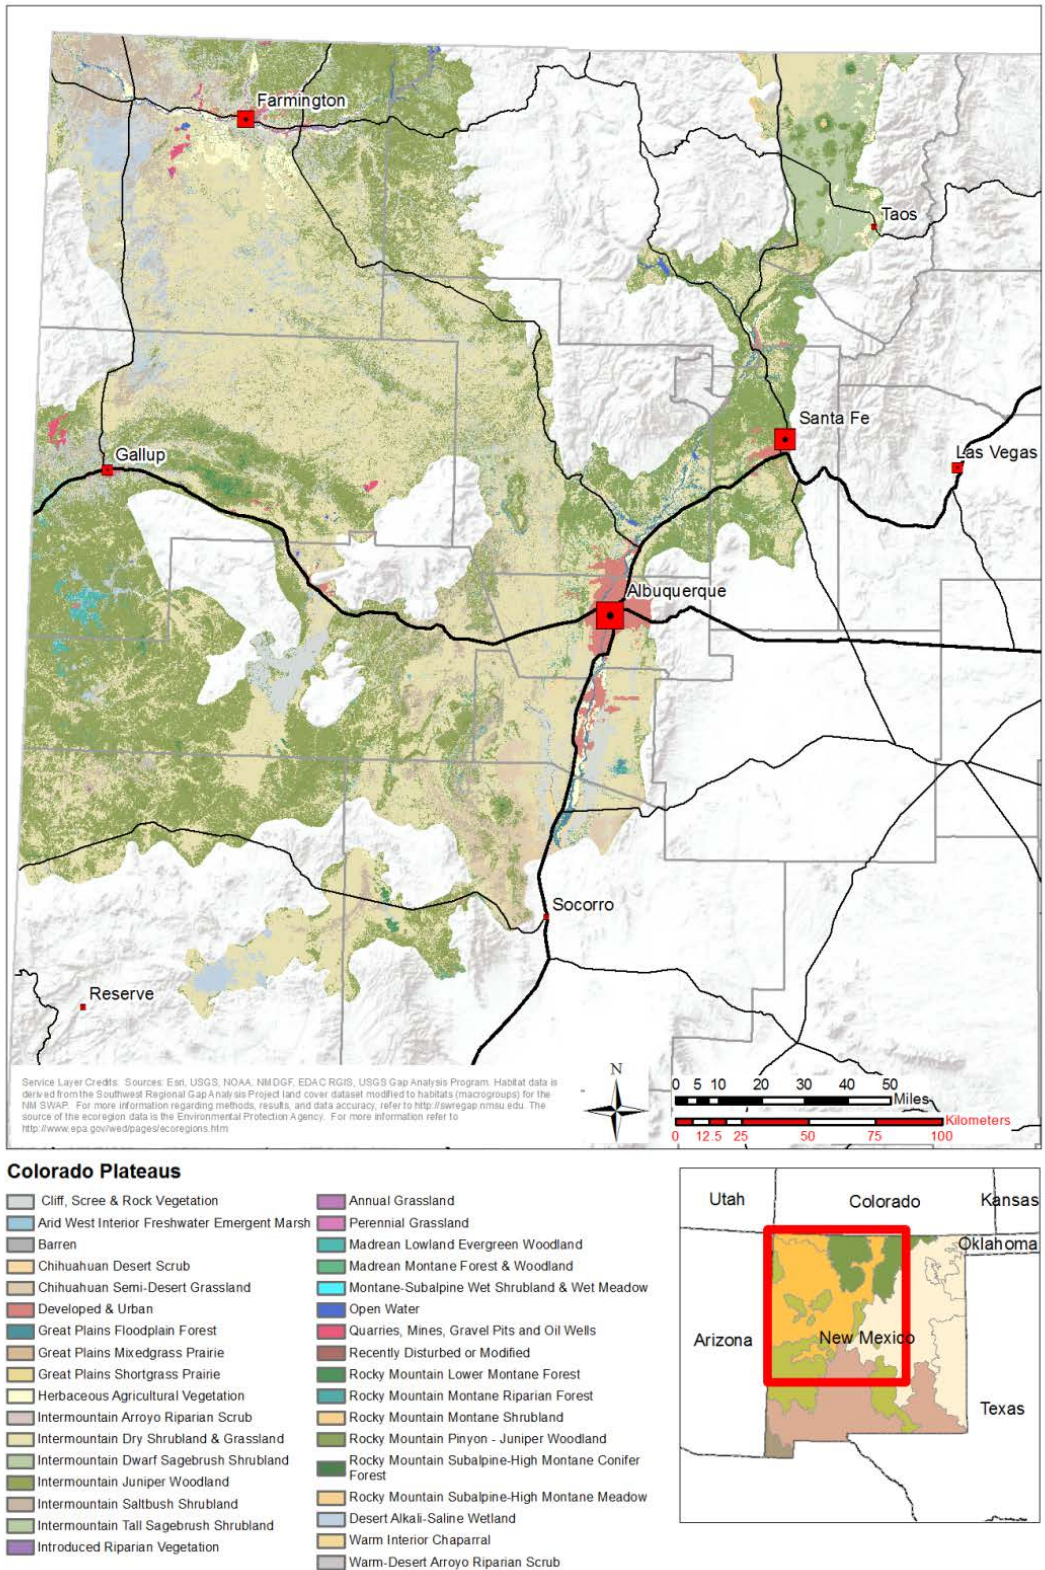 Farmington
Taos
Santa Fe
Gallup
Las Vegas
Albuquerque
Socorro
Reserve
Service Layer Credits: Sources: Esri, USGS, NOAA, NMDGF, EDAC RGIS, USGS Gap Analysis Program. Habitat data is
derived from the Southwest Regional Gap Analysis Project land cover dataset modified to habitats (macrogroups) for the
NM SWAP. For more information regarding methods, results, and data accuracy, refer to http://swregap.nmsu.edu. The
source of the ecoregion data is the Environmental Protection Agency. For more information refer to
http://www.epa.gov/wed/pages/ecoregions.htm
N
0 5 10 20 30 40 50
Miles
Kilometers
0 12.5 25 50 75 100
Colorado Plateaus
Cliff, Scree & Rock Vegetation
Arid West Interior Freshwater Emergent Marsh
Barren
Chihuahuan Desert Scrub
Chihuahuan Semi-Desert Grassland
Developed & Urban
Great Plains Floodplain Forest
Great Plains Mixedgrass Prairie
Great Plains Shortgrass Prairie
Herbaceous Agricultural Vegetation
Intermountain Arroyo Riparian Scrub
Intermountain Dry Shrubland & Grassland
Intermountain Dwarf Sagebrush Shrubland
Intermountain Juniper Woodland
Intermountain Saltbush Shrubland
Intermountain Tall Sagebrush Shrubland
Introduced Riparian Vegetation
Annual Grassland
Perennial Grassland
Madrean Lowland Evergreen Woodland
Madrean Montane Forest & Woodland
Montane-Subalpine Wet Shrubland & Wet Meadow
Open Water
Quarries, Mines, Gravel Pits and Oil Wells
Recently Disturbed or Modified
Rocky Mountain Lower Montane Forest
Rocky Mountain Montane Riparian Forest
Rocky Mountain Montane Shrubland
Rocky Mountain Pinyon - Juniper Woodland
Rocky Mountain Subalpine-High Montane Conifer
Forest
Rocky Mountain Subalpine-High Montane Meadow
Desert Alkali-Saline Wetland
Warm Interior Chaparral
Warm-Desert Arroyo Riparian Scrub
Utah
Colorado
Kansas
Oklahoma
Arizona
New Mexico
Texas